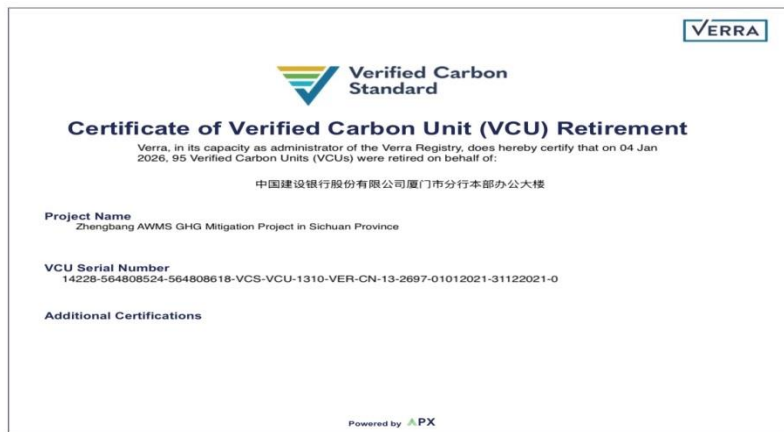 VERRA
Verified Carbon
Standard
Certificate of Verified Carbon Unit (VCU) Retirement
Verra, in its capacity as administrator of the Verra Registry, does hereby certify that on 04 Jan
2026, 95 Verified Carbon Units (VCUs) were retired on behalf of:
中国建设银行股份有限公司厦门市分行本部办公大楼
Project Name
Zhengbang AWMS GHG Mitigation Project in Sichuan Province
VCU Serial Number
14228-564808524-564808618-VCS-VCU-1310-VER-CN-13-2697-01012021-31122021-0
Additional Certifications
Powered by APX